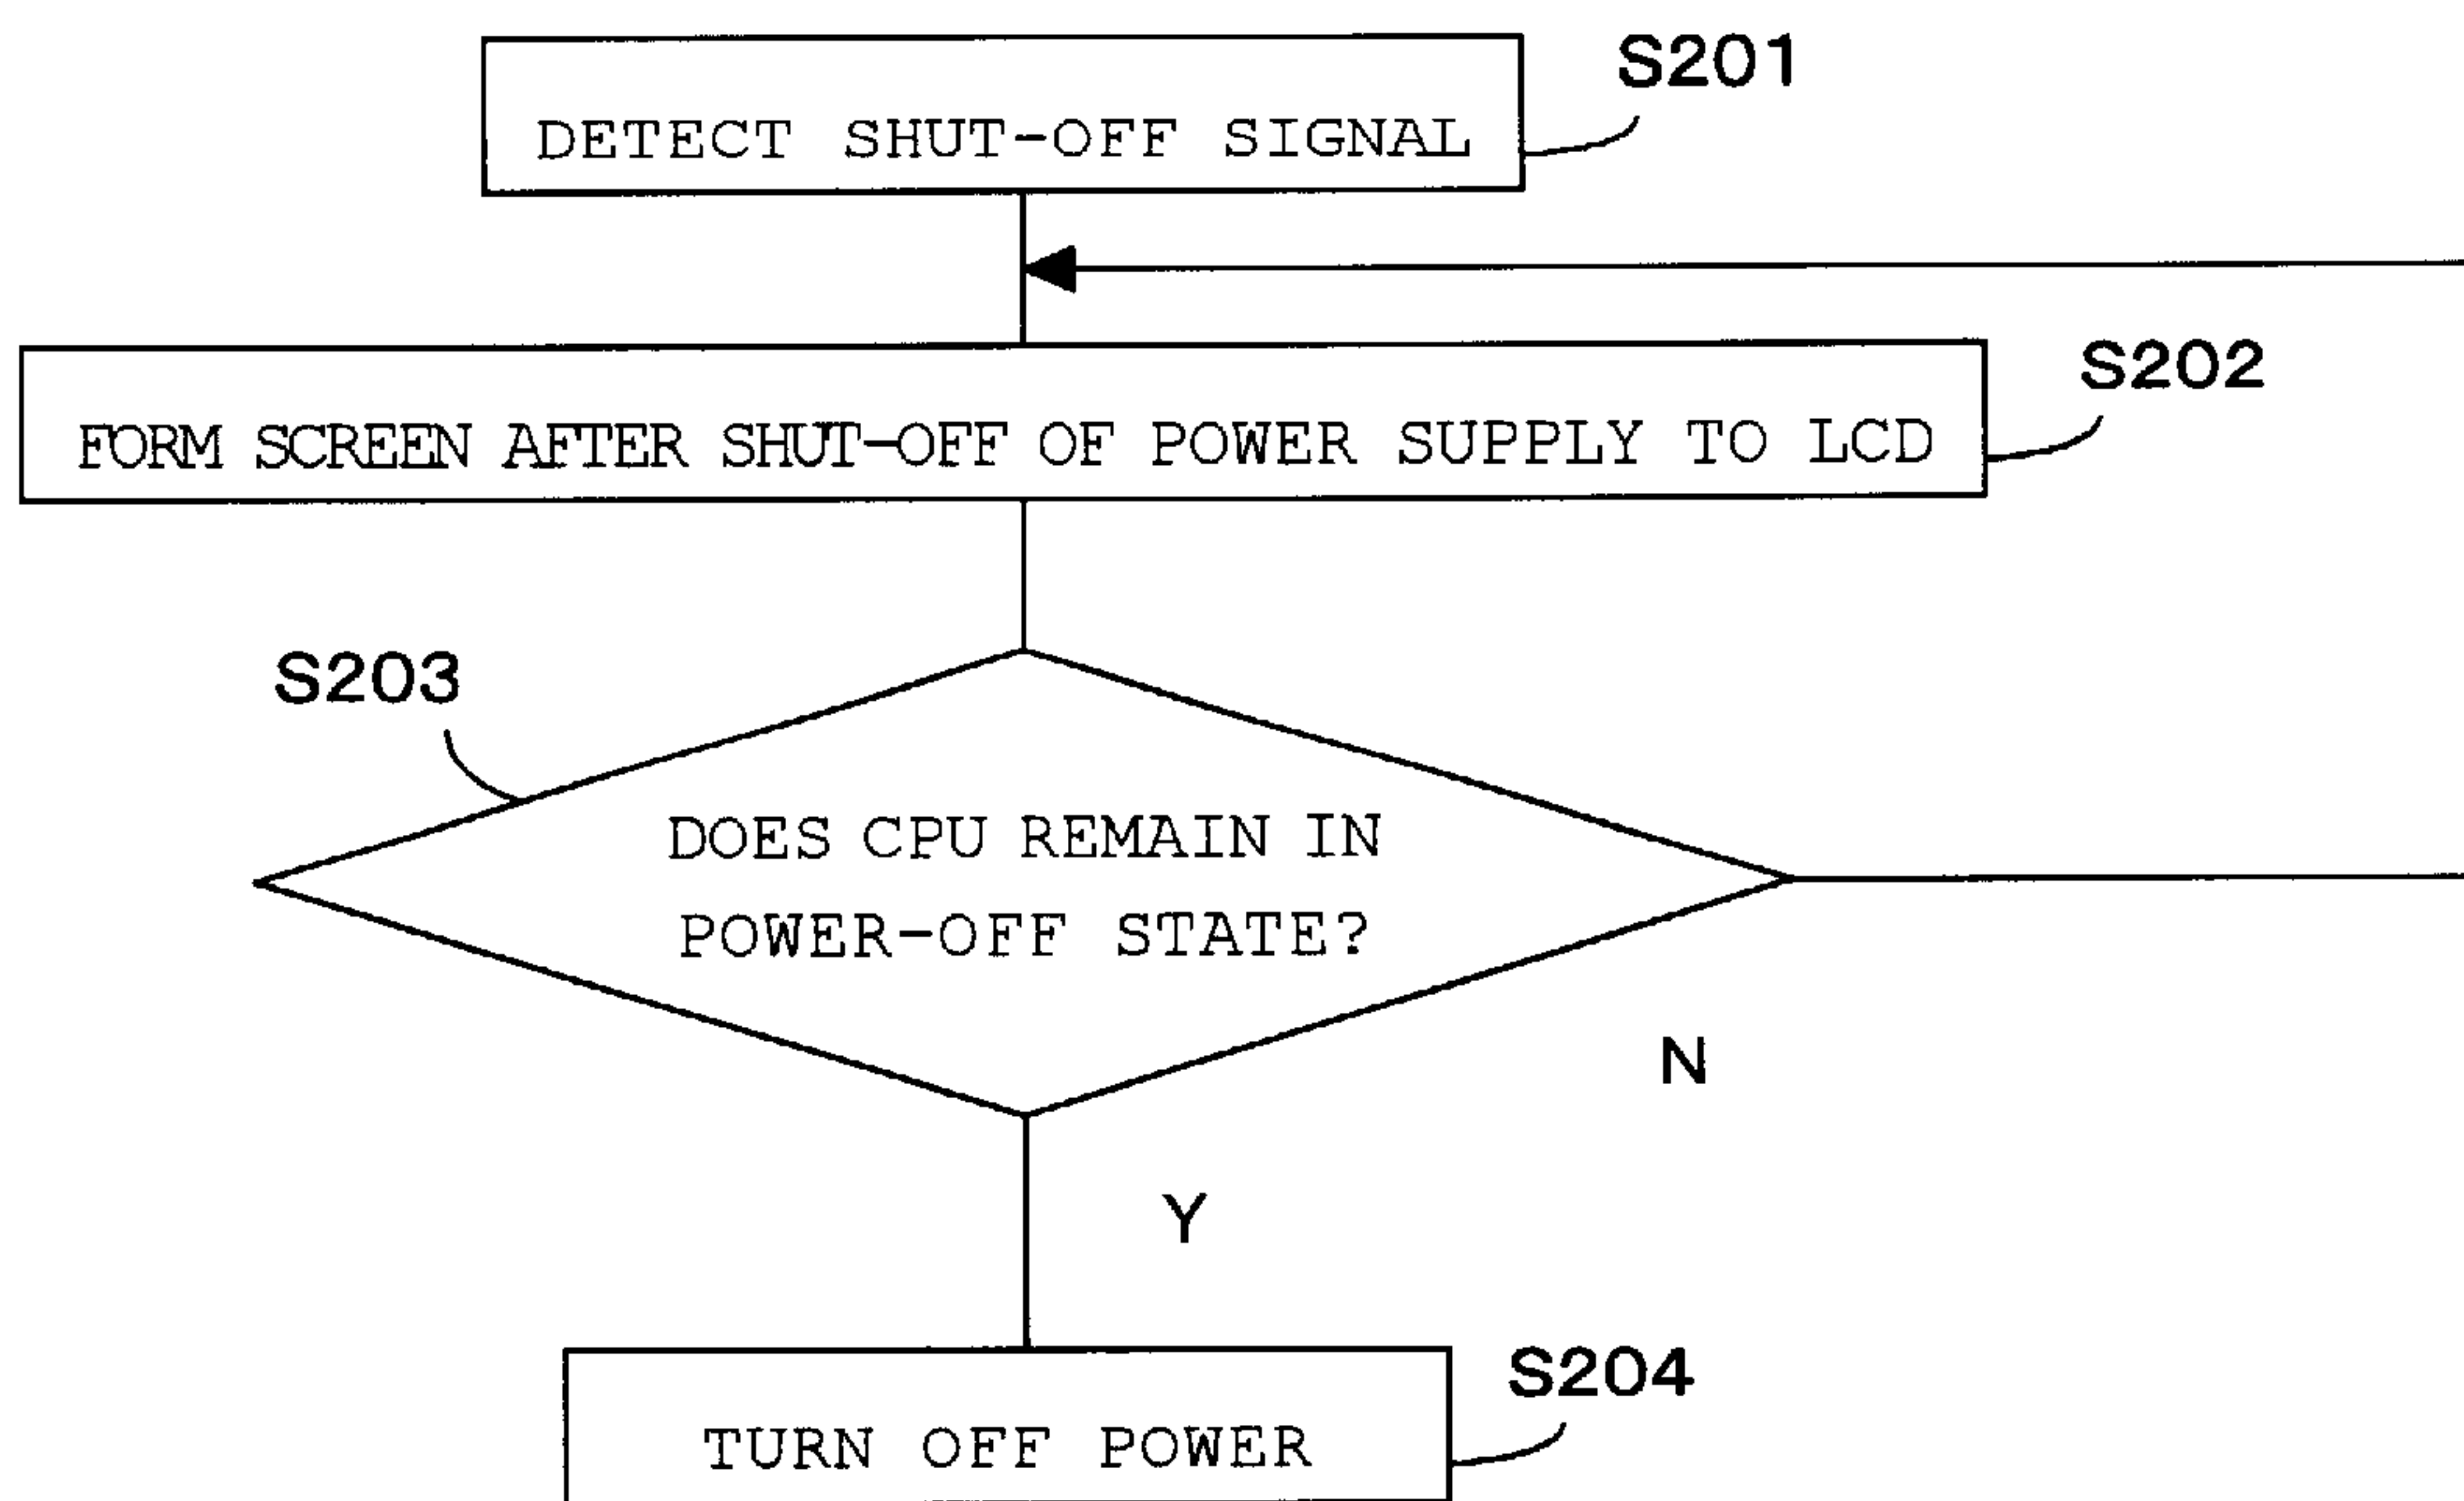 S201
DETECT SHUT-OFF SIGNAL
S202
FORM SCREEN AFTER SHUT-OFF OF POWER SUPPLY TO LCD
S203
DOES CPU REMAIN IN
POWER-OFF STATE?
N
Y
S204
TURN OFF POWER